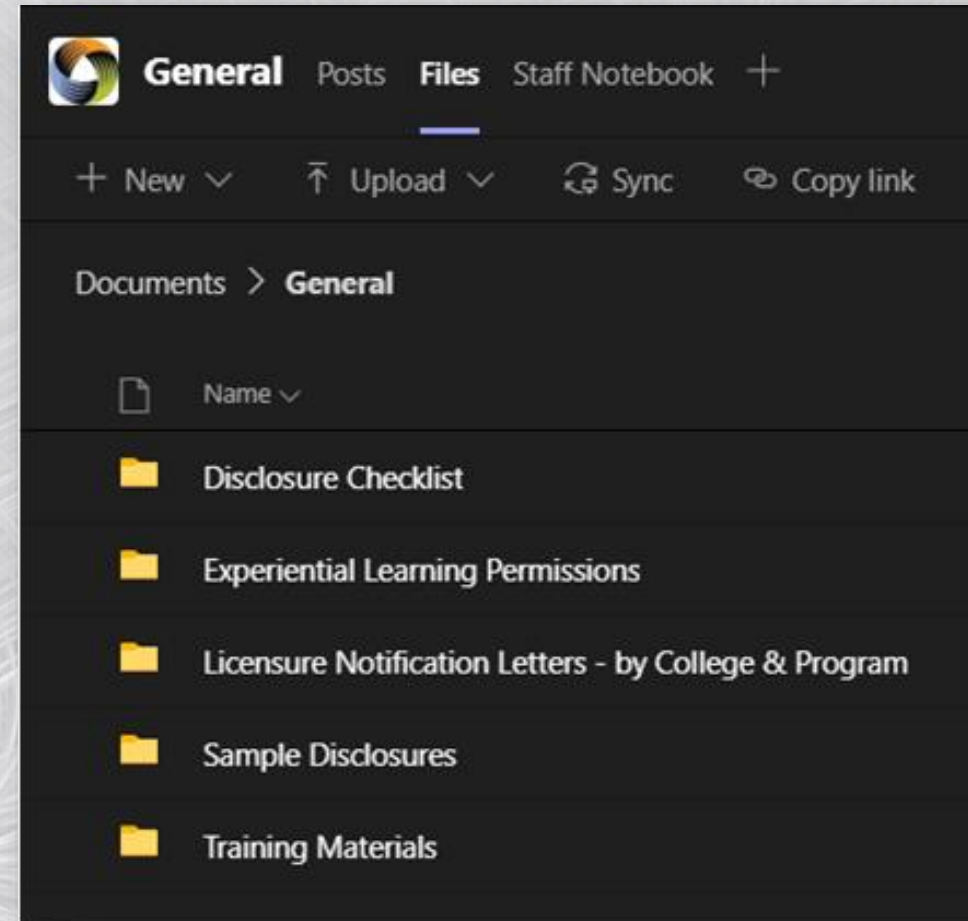 General Posts Files Staff Notebook +
+ New Upload Sync Copy link
Documents > General
Name
Disclosure Checklist
Experiential Learning Permissions
Licensure Notification Letters - by College & Program
Sample Disclosures
Training Materials